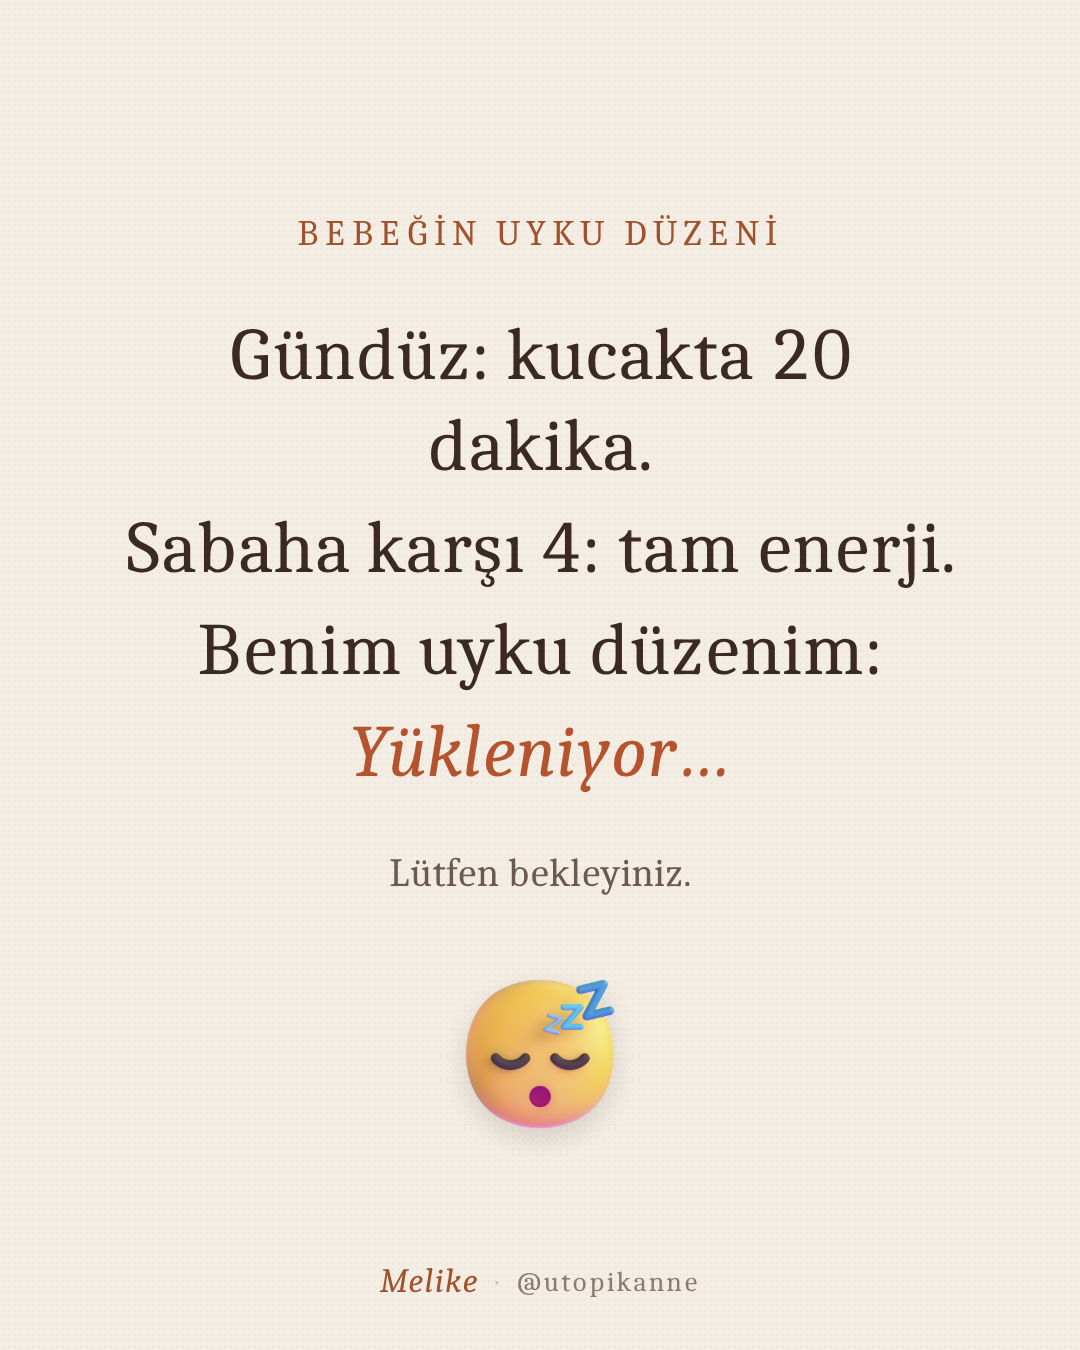 BEBEĞİN UYKU DÜZENİ
Gündüz: kucakta 20
dakika.
Sabaha karşı 4: tam enerji.
Benim uyku düzenim:
Yükleniyor...
Lütfen bekleyiniz.
zzZ
Melike · @utopikanne